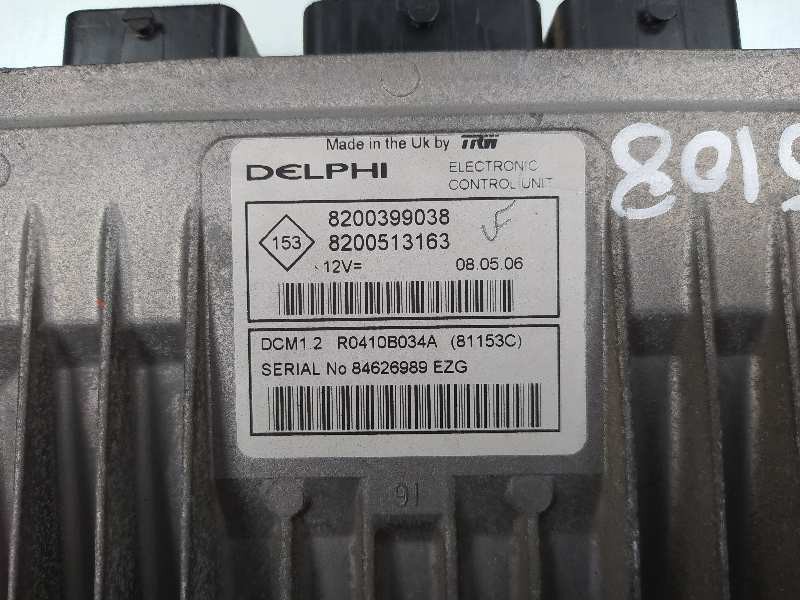 Made in the Uk by TRW
DELPHI
ELECTRONIC
CONTROL UNIT
153
8200399038
8200513163
12V=
08.05.06
DCM1.2 R0410B034A (81153C)
SERIAL No 84626989 EZG
91